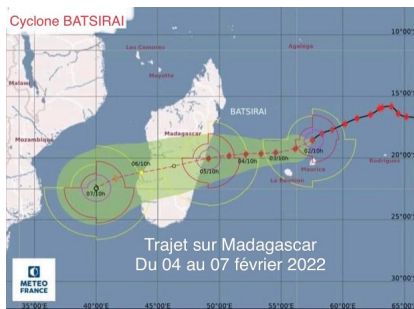 Cyclone BATSIRAI
10°00'S
Les Comores
Agalega
Mayotte
Malawi
15°00'S
BATSIRAI
Mozambique
Madagascar
02/10h
03/10h
04/10h
05/10h
06/10h
07/10h
Rodrigues
Maurice
La Réunion
20°00'S
25°00'S
Trajet sur Madagascar
Du 04 au 07 février 2022
METEO
FRANCE
30°00'S
35°00'E
40°00'E
45°00'E
50°00'E
55°00'E
60°00'E